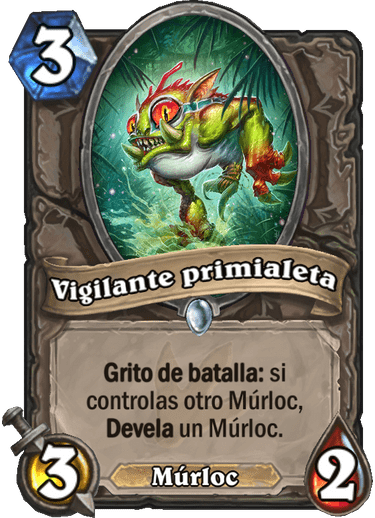 3
Vigilante primialeta
Grito de batalla: si
controlas otro Múrloc,
Devela un Múrloc.
3
Múrloc
2